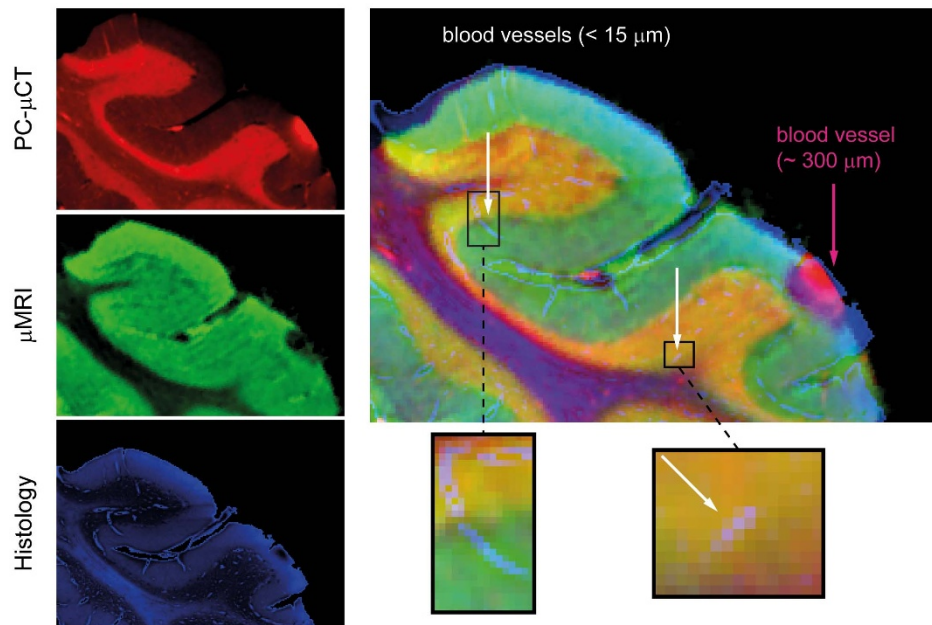 PC-μCT
μMRI
Histology
blood vessels (< 15 μm)
blood vessel
(~ 300 μm)